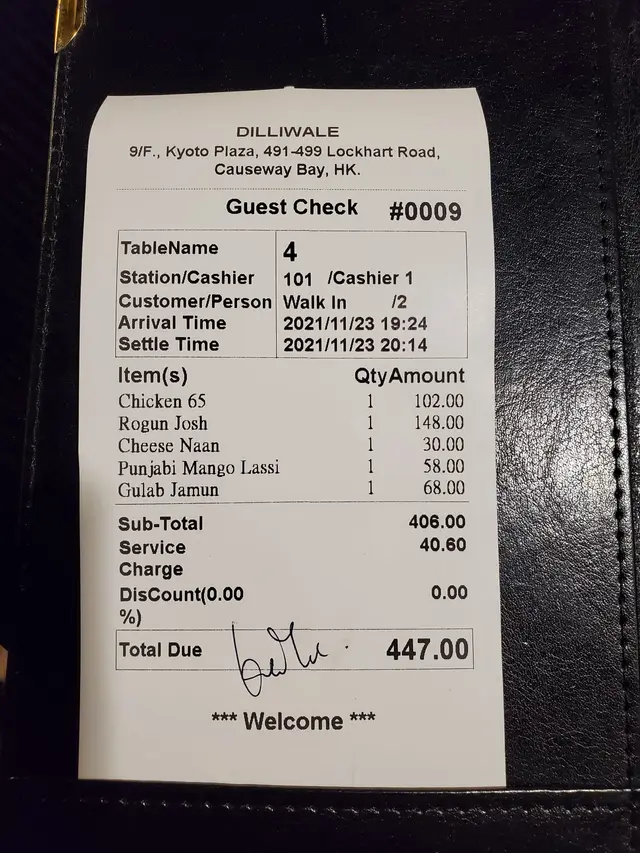 DILLIWALE
9/F., Kyoto Plaza, 491-499 Lockhart Road,
Causeway Bay, HK.
Guest Check #0009
TableName 4
Station/Cashier 101 /Cashier 1
Customer/Person Walk In /2
Arrival Time 2021/11/23 19:24
Settle Time 2021/11/23 20:14
Item(s) Qty Amount
Chicken 65 1 102.00
Rogun Josh 1 148.00
Cheese Naan 1 30.00
Punjabi Mango Lassi 1 58.00
Gulab Jamun 1 68.00
Sub-Total 406.00
Service 40.60
Charge
DisCount(0.00 0.00
%)
Total Due 447.00
*** Welcome ***